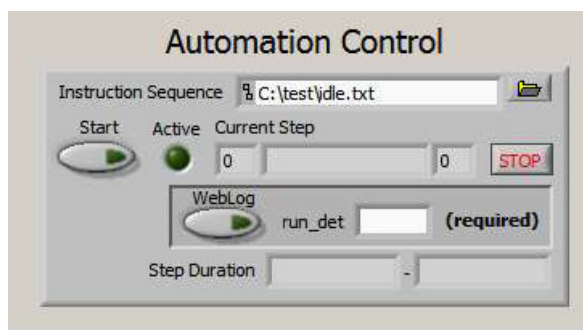 Automation Control
Instruction Sequence C:\test\idle.txt
Start Active Current Step
0 0 STOP
WebLog
run_det (required)
Step Duration -